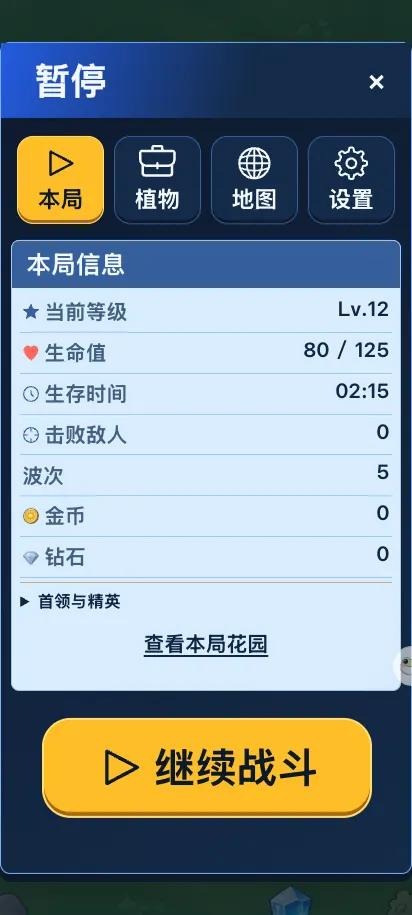 暂停
×
本局
植物
地图
设置
本局信息
当前等级 Lv.12
生命值 80 / 125
生存时间 02:15
击败敌人 0
波次 5
金币 0
钻石 0
首领与精英
查看本局花园
继续战斗